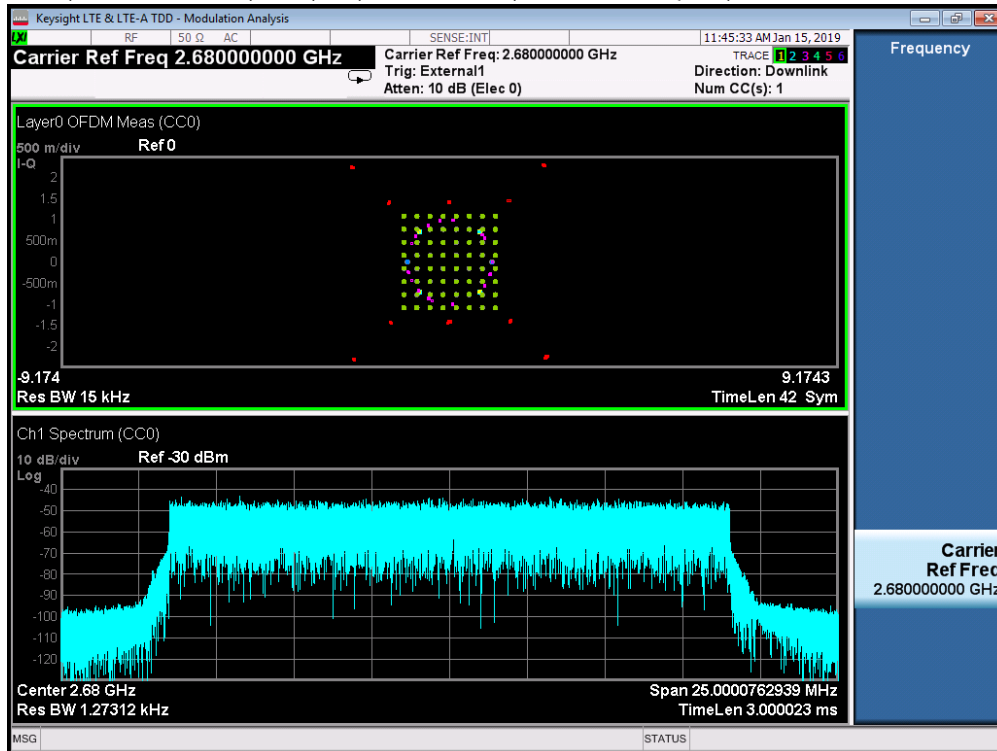 Keysight LTE & LTE-A TDD - Modulation Analysis
LXI RF 50 Ω AC SENSE:INT 11:45:33 AM Jan 15, 2019
Carrier Ref Freq 2.680000000 GHz
Carrier Ref Freq: 2.680000000 GHz
Trig: External1
Atten: 10 dB (Elec 0)
TRACE 1 2 3 4 5 6
Direction: Downlink
Num CC(s): 1
Frequency
Layer0 OFDM Meas (CC0)
500 m/div Ref 0
I-Q
2
1.5
1
500m
0
-500m
-1
-1.5
-2
-9.174 9.1743
Res BW 15 kHz TimeLen 42 Sym
Ch1 Spectrum (CC0)
10 dB/div Ref -30 dBm
Log
-40
-50
-60
-70
-80
-90
-100
-110
-120
Center 2.68 GHz Span 25.0000762939 MHz
Res BW 1.27312 kHz TimeLen 3.000023 ms
Carrier
Ref Freq
2.680000000 GHz
MSG STATUS